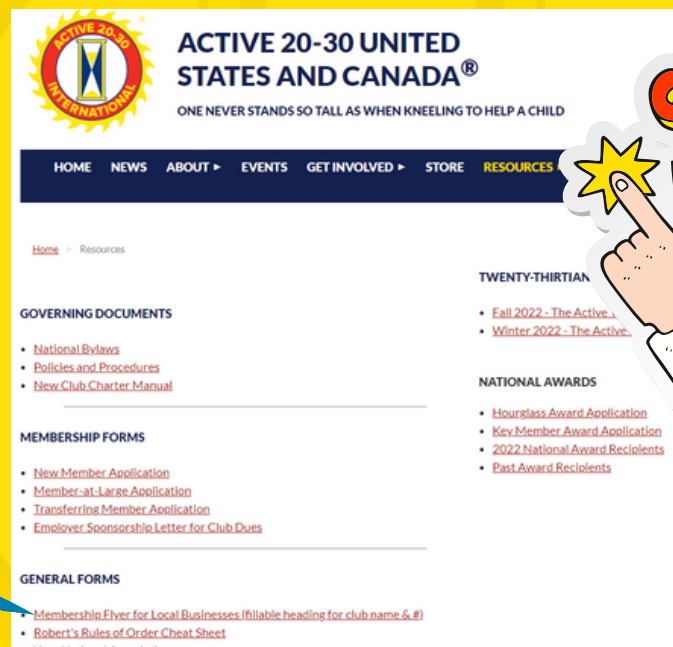 ACTIVE 20-30
INTERNATIONAL
ACTIVE 20-30 UNITED
STATES AND CANADA®
ONE NEVER STANDS SO TALL AS WHEN KNEELING TO HELP A CHILD
HOME NEWS ABOUT ► EVENTS GET INVOLVED ► STORE RESOURCES
Home > Resources
GOVERNING DOCUMENTS
• National Bylaws
• Policies and Procedures
• New Club Charter Manual
MEMBERSHIP FORMS
• New Member Application
• Member-at-Large Application
• Transferring Member Application
• Employer Sponsorship Letter for Club Dues
GENERAL FORMS
• Membership Flyer for Local Businesses (fillable heading for club name & #)
• Robert's Rules of Order Cheat Sheet
TWENTY-THIRTIAN
• Fall 2022 - The Active
• Winter 2022 - The Active
NATIONAL AWARDS
• Hourglass Award Application
• Key Member Award Application
• 2022 National Award Recipients
• Past Award Recipients